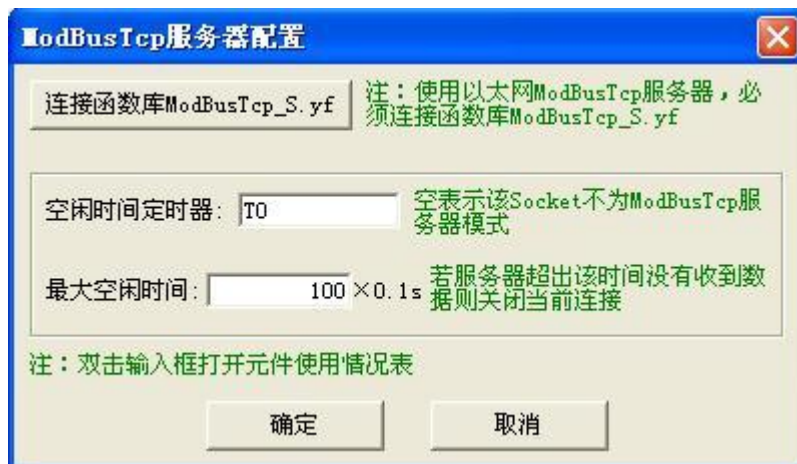 ModBusTcp服务器配置
连接函数库ModBusTcp_S.yf
注：使用以太网ModBusTcp服务器，必
须连接函数库ModBusTcp_S.yf
空闲时间定时器: T0
空表示该Socket不为ModBusTcp服
务器模式
最大空闲时间: 100 ×0.1s
若服务器超出该时间没有收到数
据则关闭当前连接
注：双击输入框打开元件使用情况表
确定
取消